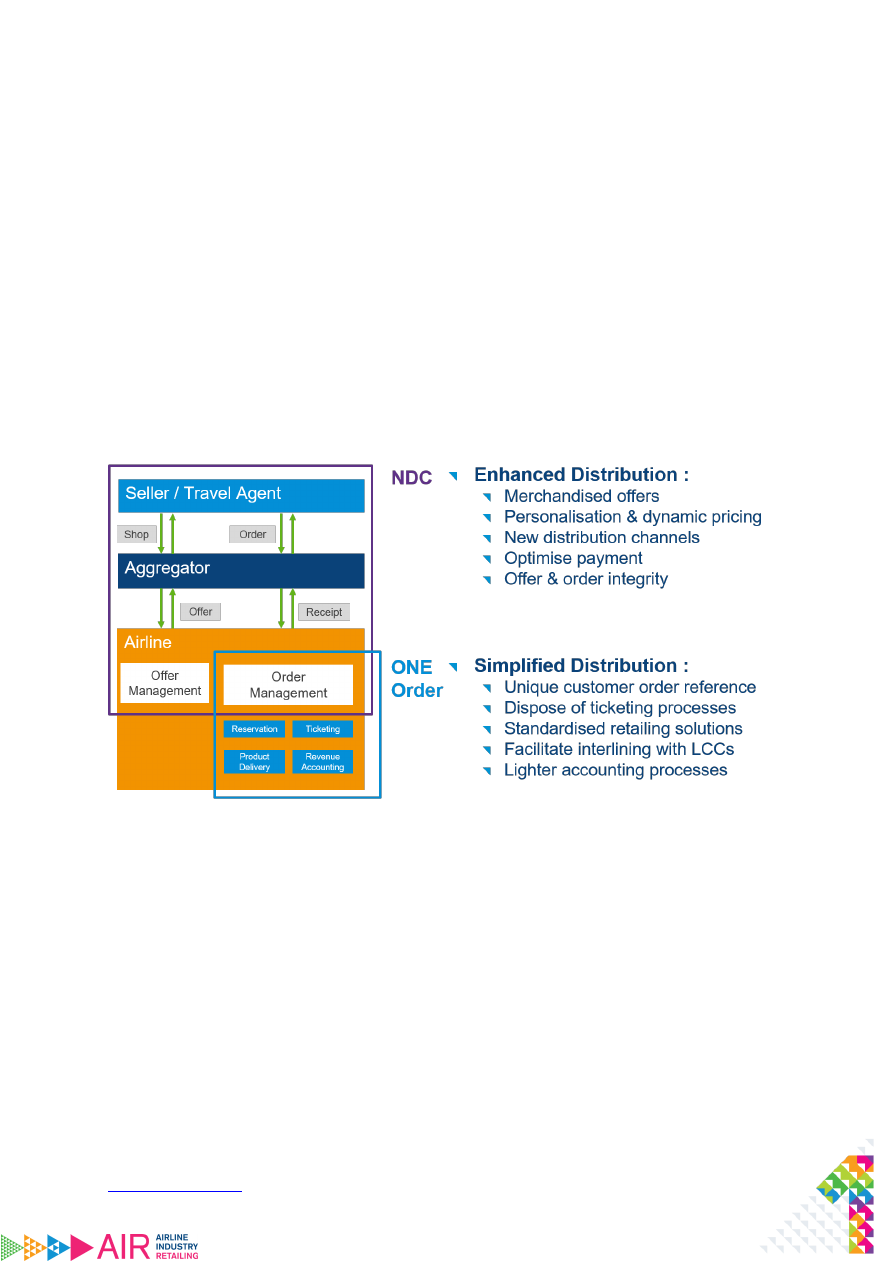 Seller / Travel Agent
Shop
Order
Aggregator
Offer
Receipt
Airline
Offer
Management
Order
Management
Reservation
Ticketing
Product
Delivery
Revenue
Accounting
NDC
Enhanced Distribution :
Merchandised offers
Personalisation & dynamic pricing
New distribution channels
Optimise payment
Offer & order integrity
ONE
Order
Simplified Distribution :
Unique customer order reference
Dispose of ticketing processes
Standardised retailing solutions
Facilitate interlining with LCCs
Lighter accounting processes
AIR
AIRLINE
INDUSTRY
RETAILING